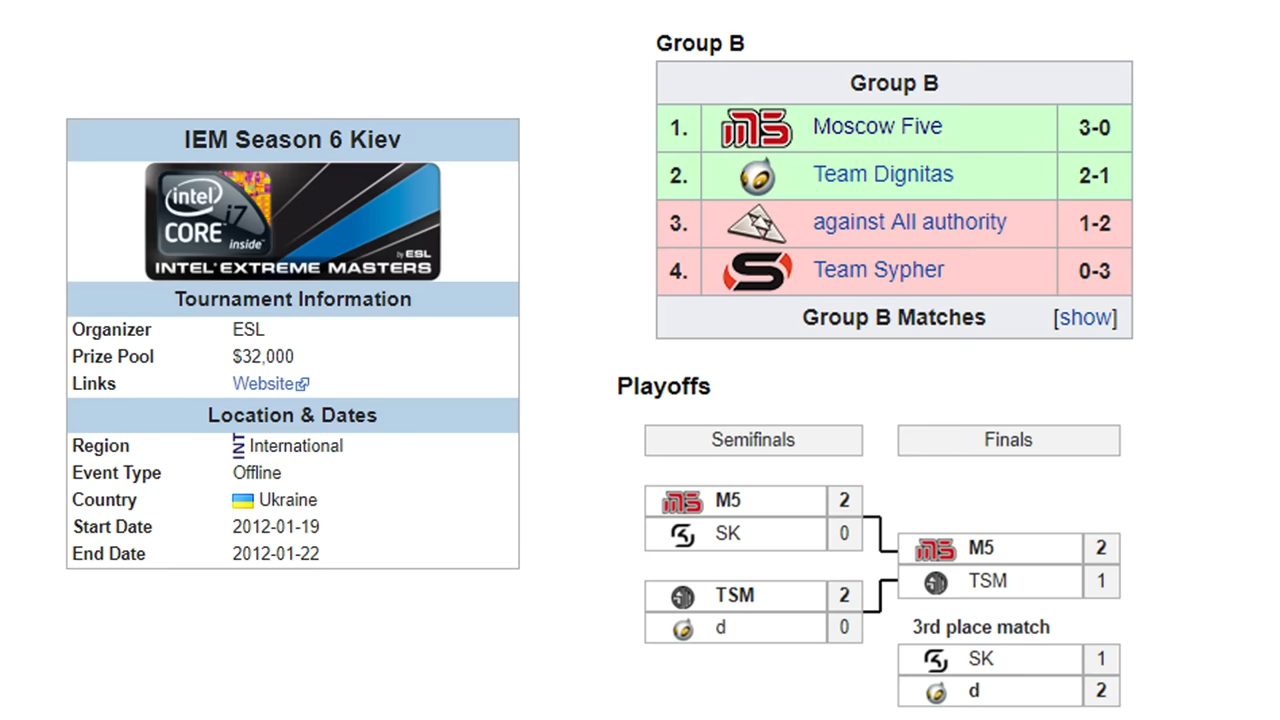 IEM Season 6 Kiev
intel
CORE i7
inside™
by ESL
INTEL® EXTREME MASTERS
Tournament Information
Organizer ESL
Prize Pool $32,000
Links Website
Location & Dates
Region INT International
Event Type Offline
Country Ukraine
Start Date 2012-01-19
End Date 2012-01-22
Group B
Group B
1. M5 Moscow Five 3-0
2. Team Dignitas 2-1
3. against All authority 1-2
4. Team Sypher 0-3
Group B Matches [show]
Playoffs
Semifinals
M5 M5 2
SK 0
TSM 2
d 0
Finals
M5 M5 2
TSM 1
3rd place match
SK 1
d 2